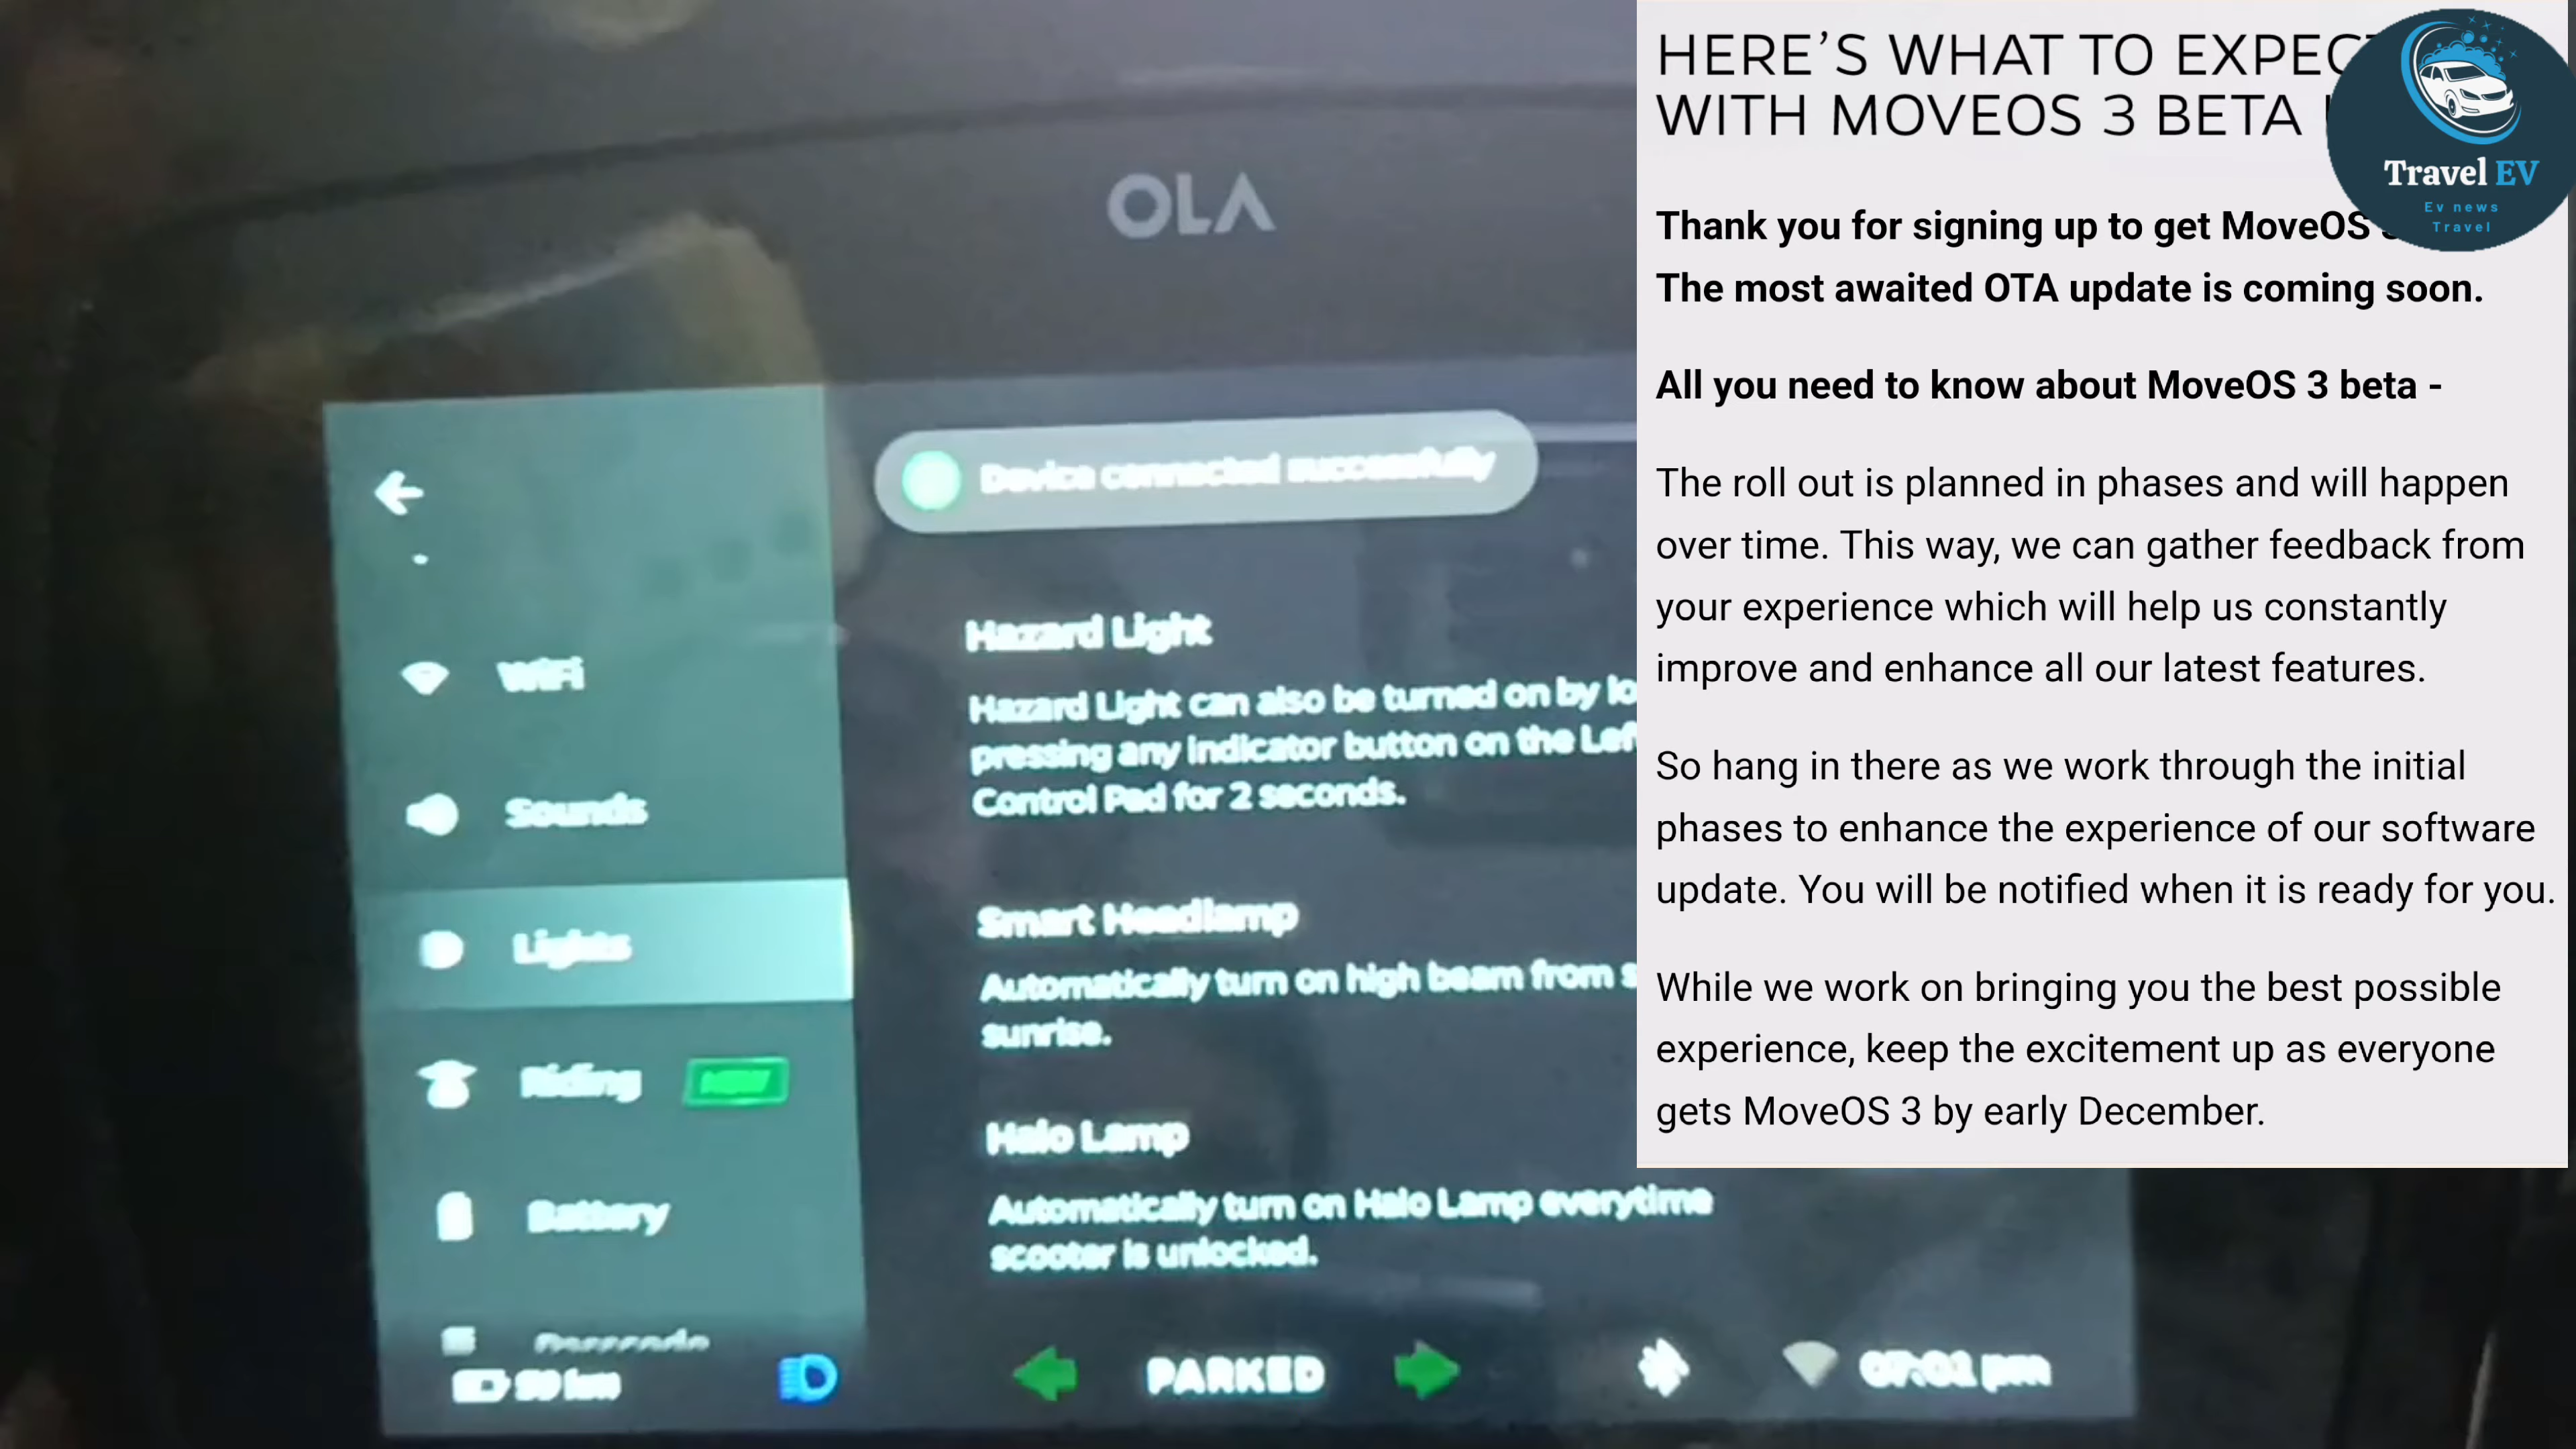 OLA
Device connected successfully
WiFi
Sounds
Lights
Riding NEW
Battery
Passcode
Hazard Light
Hazard Light can also be turned on by lo
pressing any indicator button on the Lef
Control Pad for 2 seconds.
Smart Headlamp
Automatically turn on high beam from s
sunrise.
Halo Lamp
Automatically turn on Halo Lamp everytime
scooter is unlocked.
km PARKED pm
HERE'S WHAT TO EXPEC
WITH MOVEOS 3 BETA
Thank you for signing up to get MoveOS
The most awaited OTA update is coming soon.
All you need to know about MoveOS 3 beta -
The roll out is planned in phases and will happen
over time. This way, we can gather feedback from
your experience which will help us constantly
improve and enhance all our latest features.
So hang in there as we work through the initial
phases to enhance the experience of our software
update. You will be notified when it is ready for you.
While we work on bringing you the best possible
experience, keep the excitement up as everyone
gets MoveOS 3 by early December.
Travel EV
Ev news
Travel